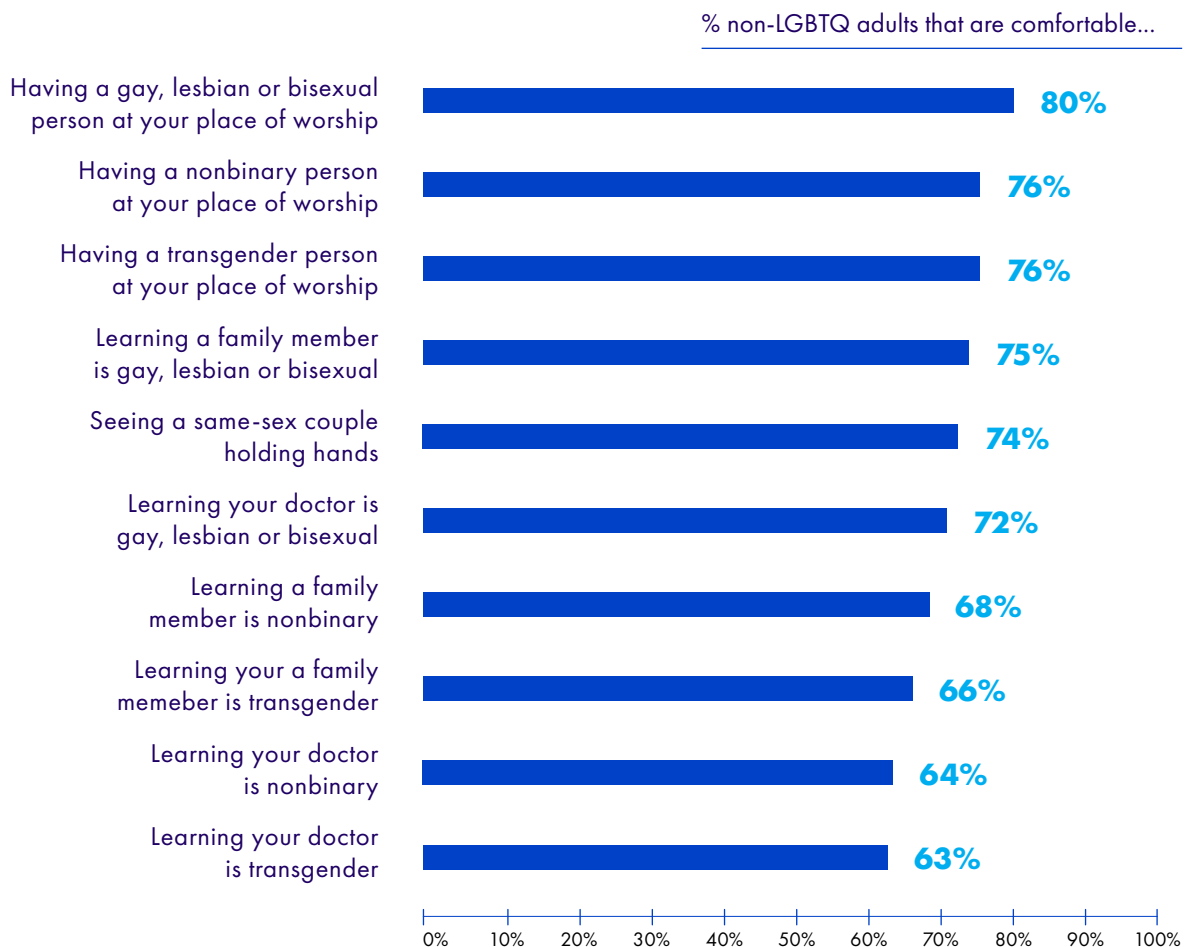 % non-LGBTQ adults that are comfortable...
Having a gay, lesbian or bisexual
person at your place of worship
80%
Having a nonbinary person
at your place of worship
76%
Having a transgender person
at your place of worship
76%
Learning a family member
is gay, lesbian or bisexual
75%
Seeing a same-sex couple
holding hands
74%
Learning your doctor is
gay, lesbian or bisexual
72%
Learning a family
member is nonbinary
68%
Learning your a family
memeber is transgender
66%
Learning your doctor
is nonbinary
64%
Learning your doctor
is transgender
63%
0% 10% 20% 30% 40% 50% 60% 70% 80% 90% 100%